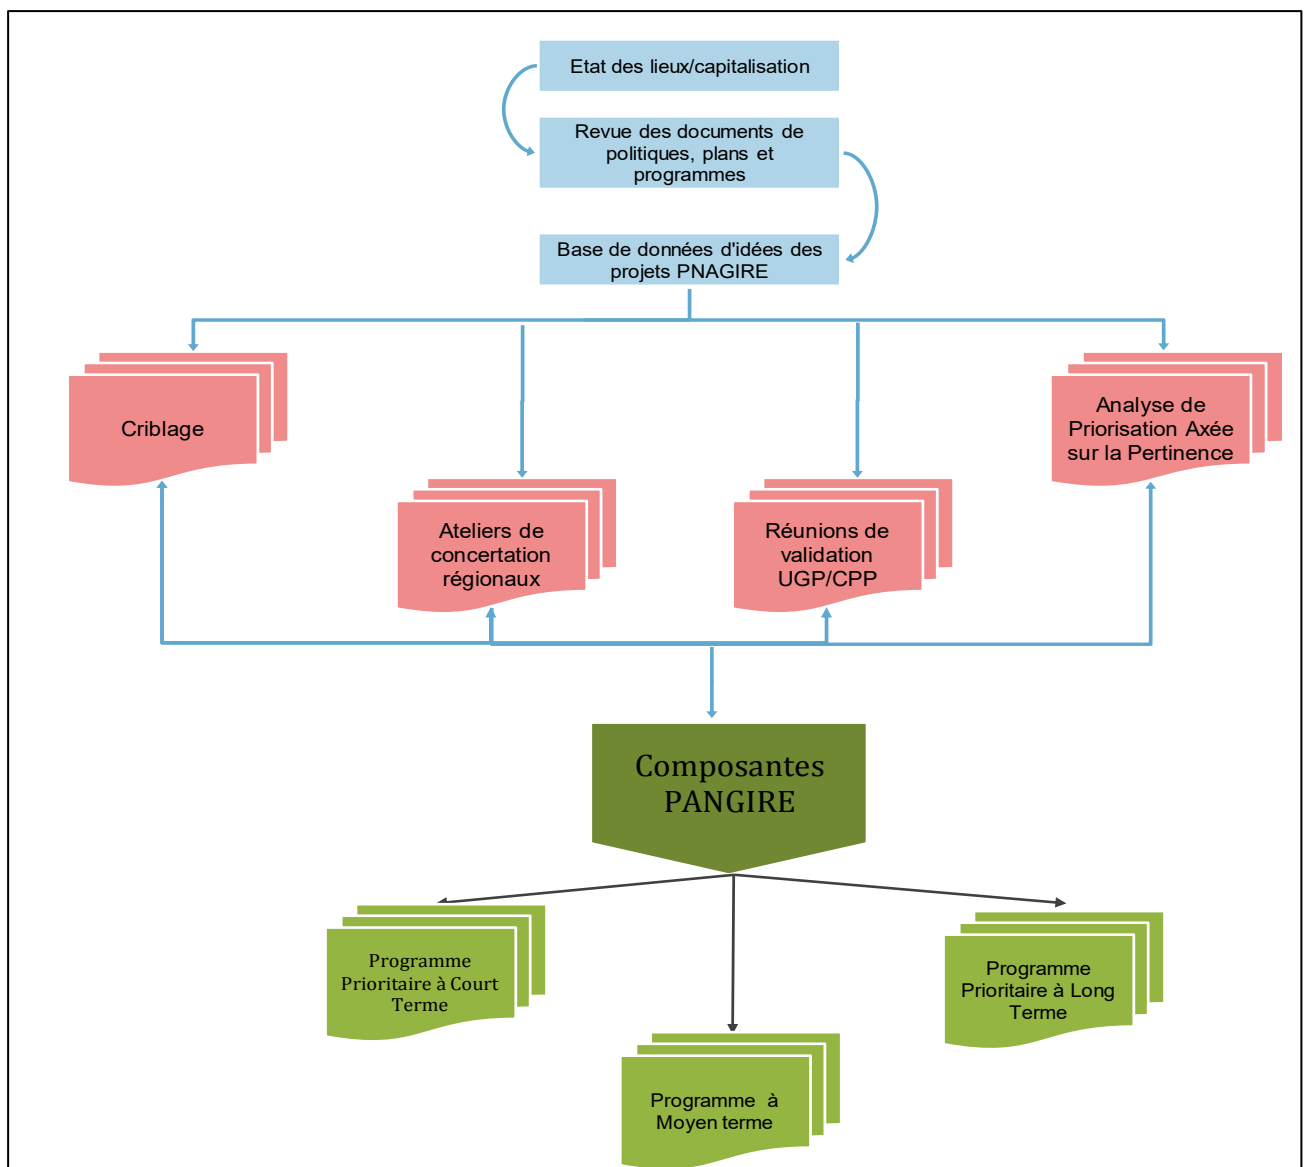 Etat des lieux/capitalisation
Revue des documents de
politiques, plans et
programmes
Base de données d'idées des
projets PNAGIRE
Criblage
Analyse de
Priorisation Axée
sur la Pertinence
Ateliers de
concertation
régionaux
Réunions de
validation
UGP/CPP
Composantes
PANGIRE
Programme
Prioritaire à Court
Terme
Programme
Prioritaire à Long
Terme
Programme à
Moyen terme